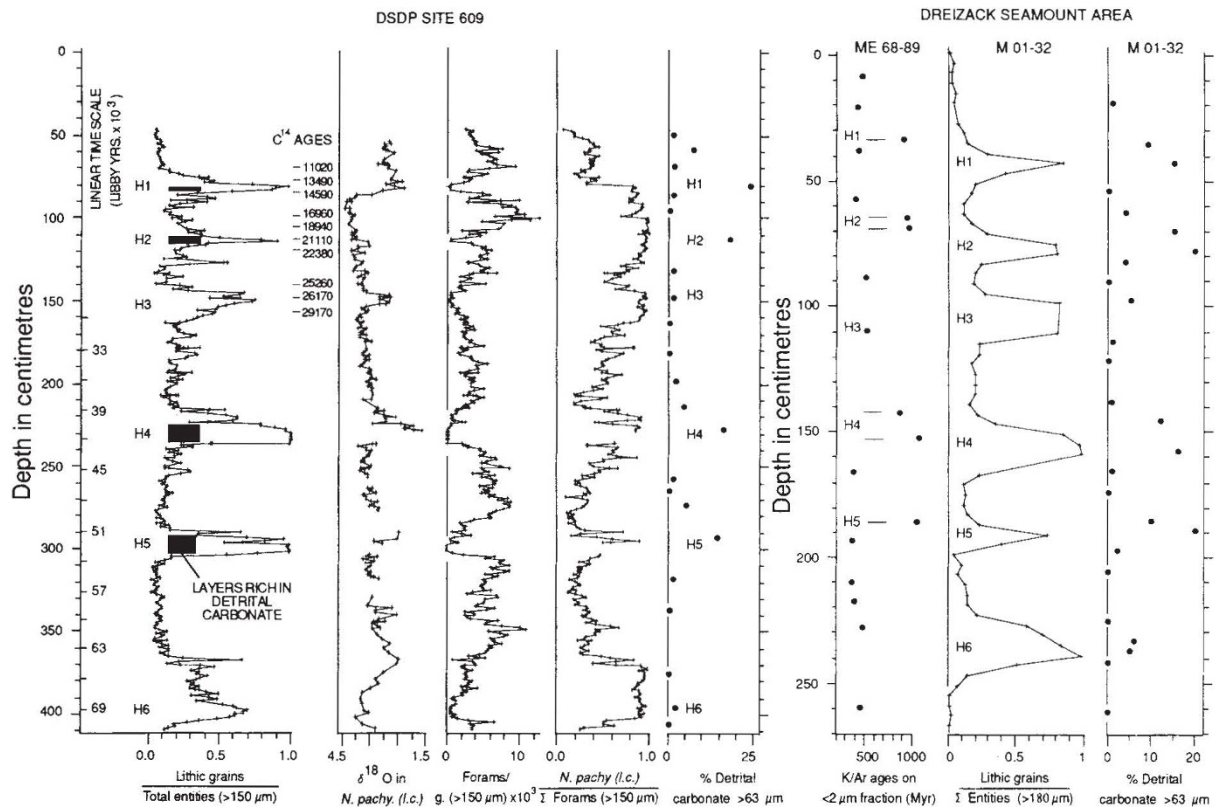 DSDP SITE 609
DREIZACK SEAMOUNT AREA
ME 68-89
M 01-32
M 01-32
Depth in centimetres
0
50
100
150
200
250
300
350
400
LINEAR TIME SCALE
(LIBBY YRS. x 10³)
33
39
45
51
57
63
69
H1
H2
H3
H4
H5
H6
LAYERS RICH IN
DETRITAL
CARBONATE
C¹⁴ AGES
11020
13490
14590
16960
18940
21110
22380
25260
26170
29170
0.0
0.5
1.0
Lithic grains
Total entities (>150 µm)
4.5
1.5
δ¹⁸ O in
N. pachy. (l.c.)
0
10
Forams/
g. (>150 µm) x10³
0.0
1.0
N. pachy (l.c.)
Σ Forams (>150 µm)
H1
H2
H3
H4
H5
H6
0
25
% Detrital
carbonate >63 µm
Depth in centimetres
0
50
100
150
200
250
H1
H2
H3
H4
H5
500
1000
K/Ar ages on
<2 µm fraction (Myr)
H1
H2
H3
H4
H5
H6
0
0.5
1
Lithic grains
Σ Entities (>180 µm)
0
10
20
% Detrital
carbonate >63 µm